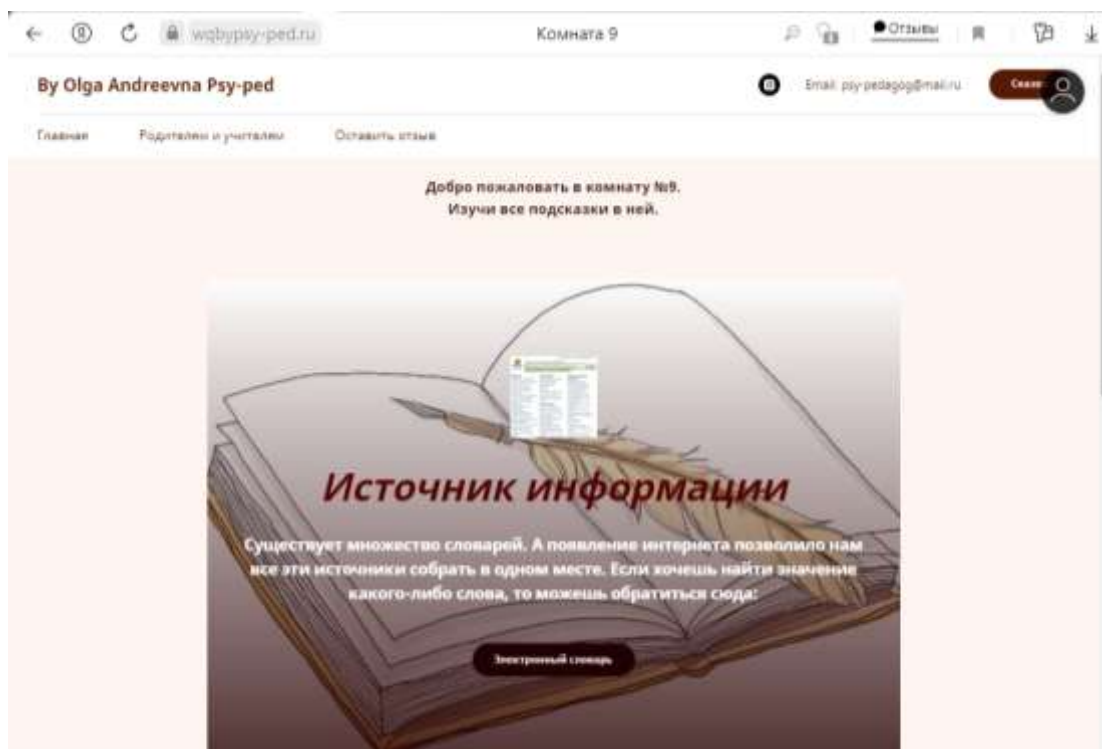 wqbypsy-ped.ru
Комната 9
Отзывы
By Olga Andreevna Psy-ped
Email: psy-pedagog@mail.ru
Главная
Родителям и учителям
Оставить отзыв
Добро пожаловать в комнату №9.
Изучи все подсказки в ней.
Источник информации
Существует множество словарей. А появление интернета позволило нам
все эти источники собрать в одном месте. Если хочешь найти значение
какого-либо слова, то можешь обратиться сюда:
Электронный словарь